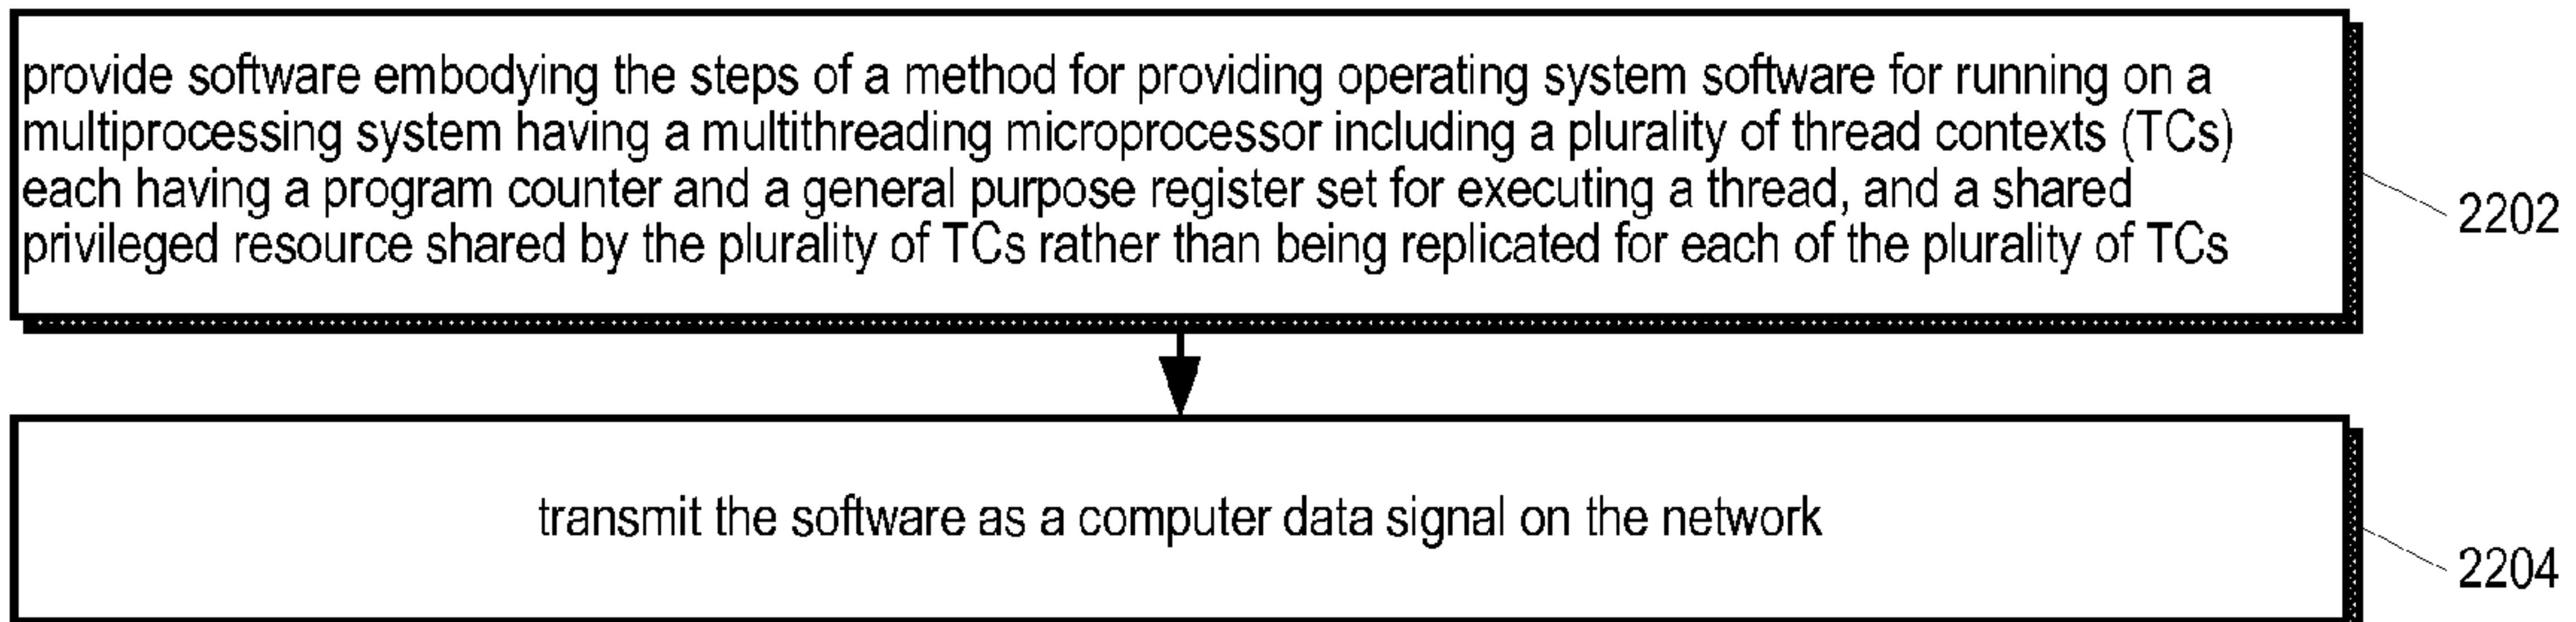 provide software embodying the steps of a method for providing operating system software for running on a
multiprocessing system having a multithreading microprocessor including a plurality of thread contexts (TCs)
each having a program counter and a general purpose register set for executing a thread, and a shared
privileged resource shared by the plurality of TCs rather than being replicated for each of the plurality of TCs
2202
transmit the software as a computer data signal on the network
2204